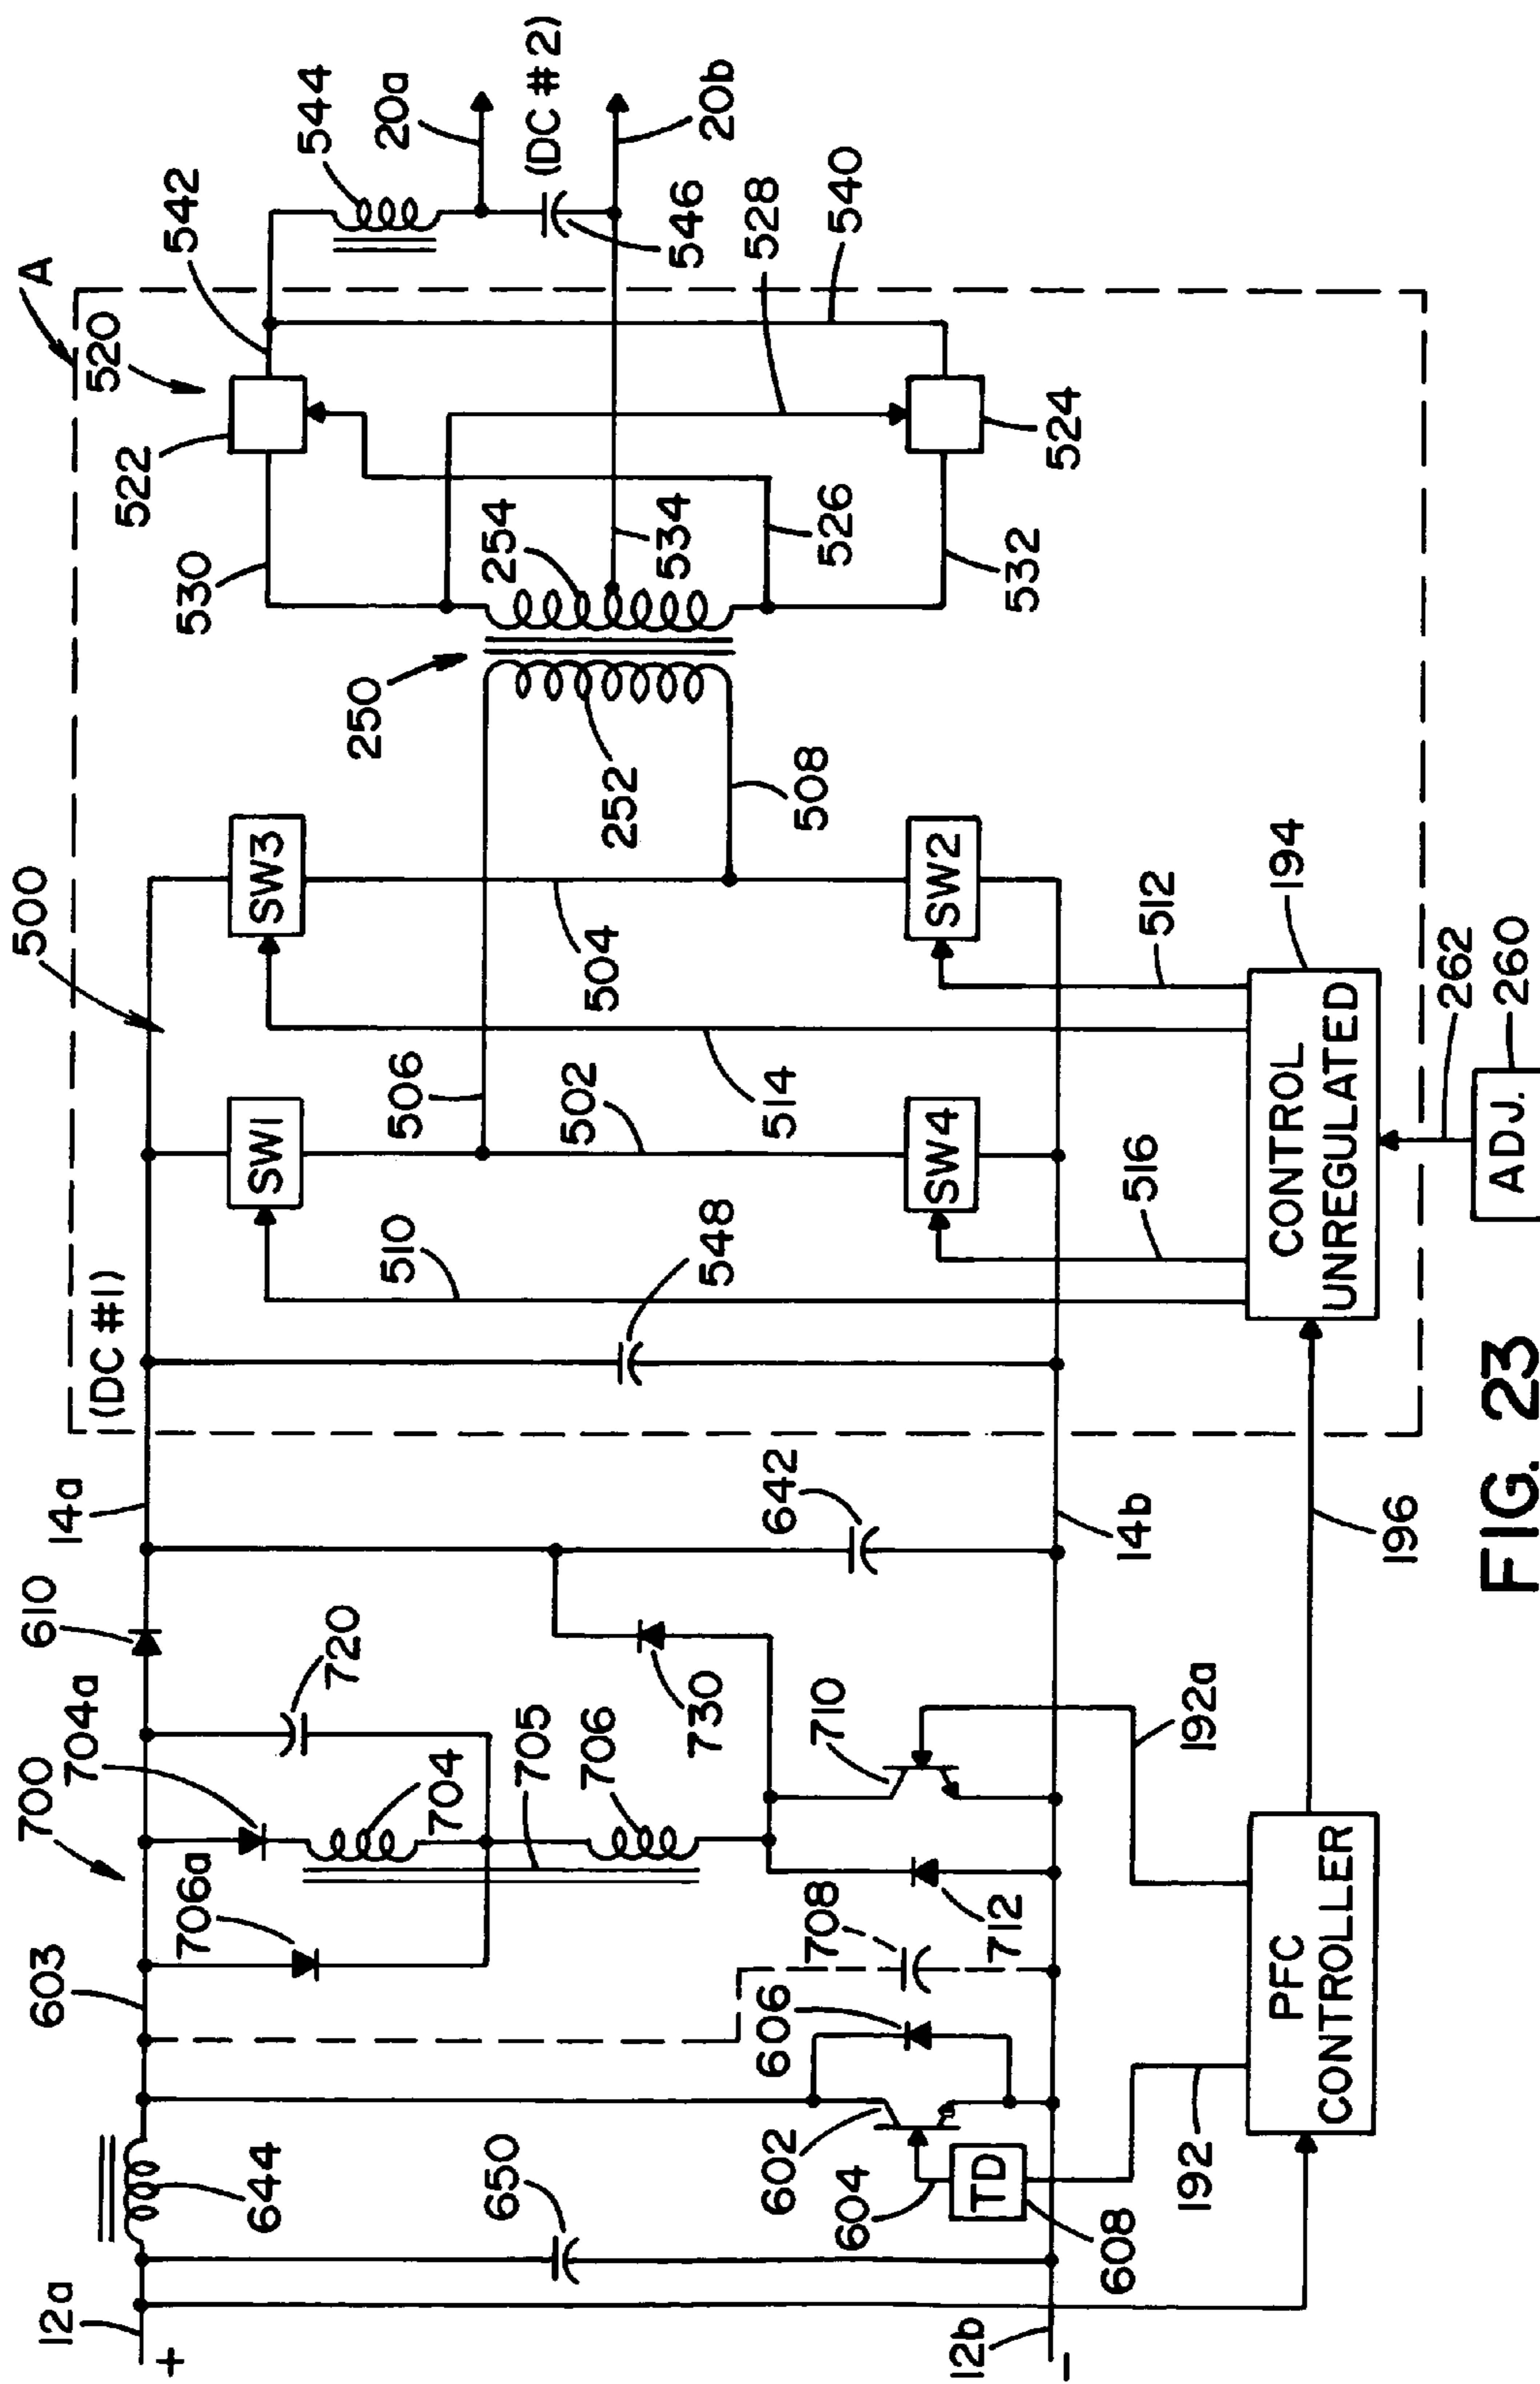 500
A
(DC #1)
520
542
544
522
20a
(DC #2)
20b
530
250
254
534
546
528
540
526
532
524
252
508
SW1
SW3
506
502
504
510
548
514
SW4
SW2
516
512
CONTROL
UNREGULATED
194
262
ADJ.
260
14a
610
700
704a
720
603
706a
704
705
706
730
642
14b
710
712
708
606
602
604
TD
608
192
192a
PFC
CONTROLLER
196
12a
+
644
650
12b
–
FIG. 23